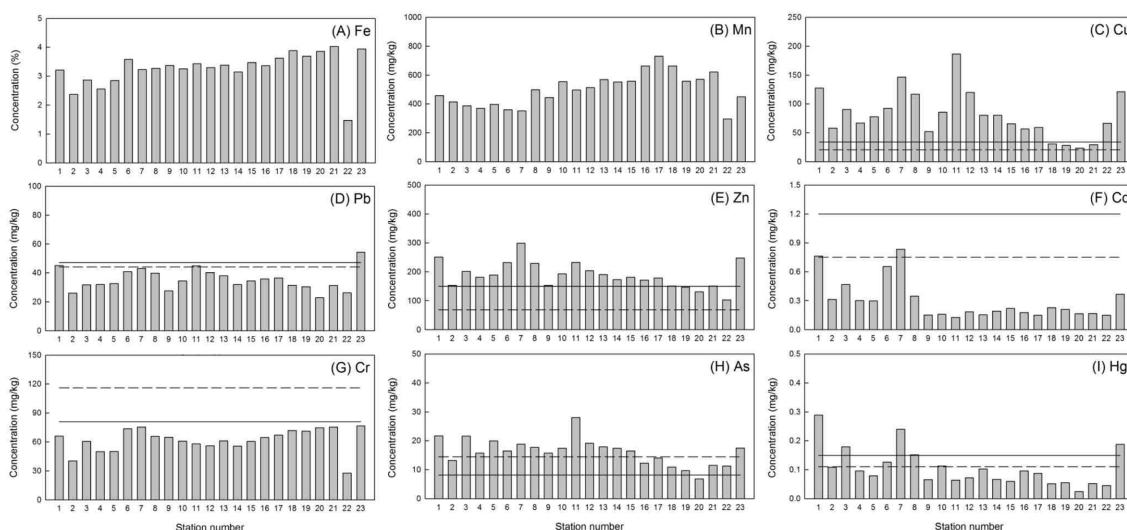 (A) Fe
Concentration (%)
5
4
3
2
1
0
1 2 3 4 5 6 7 8 9 10 11 12 13 14 15 16 17 18 19 20 21 22 23
(B) Mn
Concentration (mg/kg)
1000
800
600
400
200
0
1 2 3 4 5 6 7 8 9 10 11 12 13 14 15 16 17 18 19 20 21 22 23
(C) Cu
Concentration (mg/kg)
250
200
150
100
50
0
1 2 3 4 5 6 7 8 9 10 11 12 13 14 15 16 17 18 19 20 21 22 23
(D) Pb
Concentration (mg/kg)
100
80
60
40
20
0
1 2 3 4 5 6 7 8 9 10 11 12 13 14 15 16 17 18 19 20 21 22 23
(E) Zn
Concentration (mg/kg)
500
400
300
200
100
0
1 2 3 4 5 6 7 8 9 10 11 12 13 14 15 16 17 18 19 20 21 22 23
(F) Cd
Concentration (mg/kg)
1.5
1.2
0.9
0.6
0.3
0.0
1 2 3 4 5 6 7 8 9 10 11 12 13 14 15 16 17 18 19 20 21 22 23
(G) Cr
Concentration (mg/kg)
150
120
90
60
30
0
1 2 3 4 5 6 7 8 9 10 11 12 13 14 15 16 17 18 19 20 21 22 23
Station number
(H) As
Concentration (mg/kg)
50
40
30
20
10
0
1 2 3 4 5 6 7 8 9 10 11 12 13 14 15 16 17 18 19 20 21 22 23
Station number
(I) Hg
Concentration (mg/kg)
0.5
0.4
0.3
0.2
0.1
0.0
1 2 3 4 5 6 7 8 9 10 11 12 13 14 15 16 17 18 19 20 21 22 23
Station number